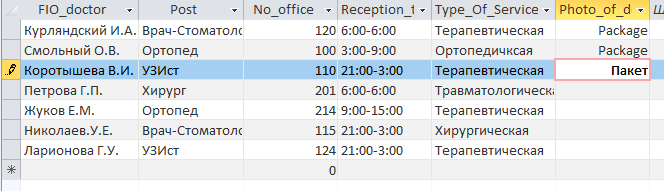 FIO_doctor Post No_office Reception_t Type_Of_Service Photo_of_d
Курляндский И.А. Врач-Стоматоло 120 6:00-6:00 Терапевтическая Package
Смольный О.В. Ортопед 100 3:00-9:00 Ортопедичксая Package
Коротышева В.И. УЗИст 110 21:00-3:00 Терапевтическая Пакет
Петрова Г.П. Хирург 201 6:00-6:00 Травматологическа
Жуков Е.М. Ортопед 214 9:00-15:00 Терапевтическая
Николаев.У.Е. Врач-Стоматоло 115 21:00-3:00 Хирургическая
Ларионова Г.У. УЗИст 124 21:00-3:00 Терапевтическая
0